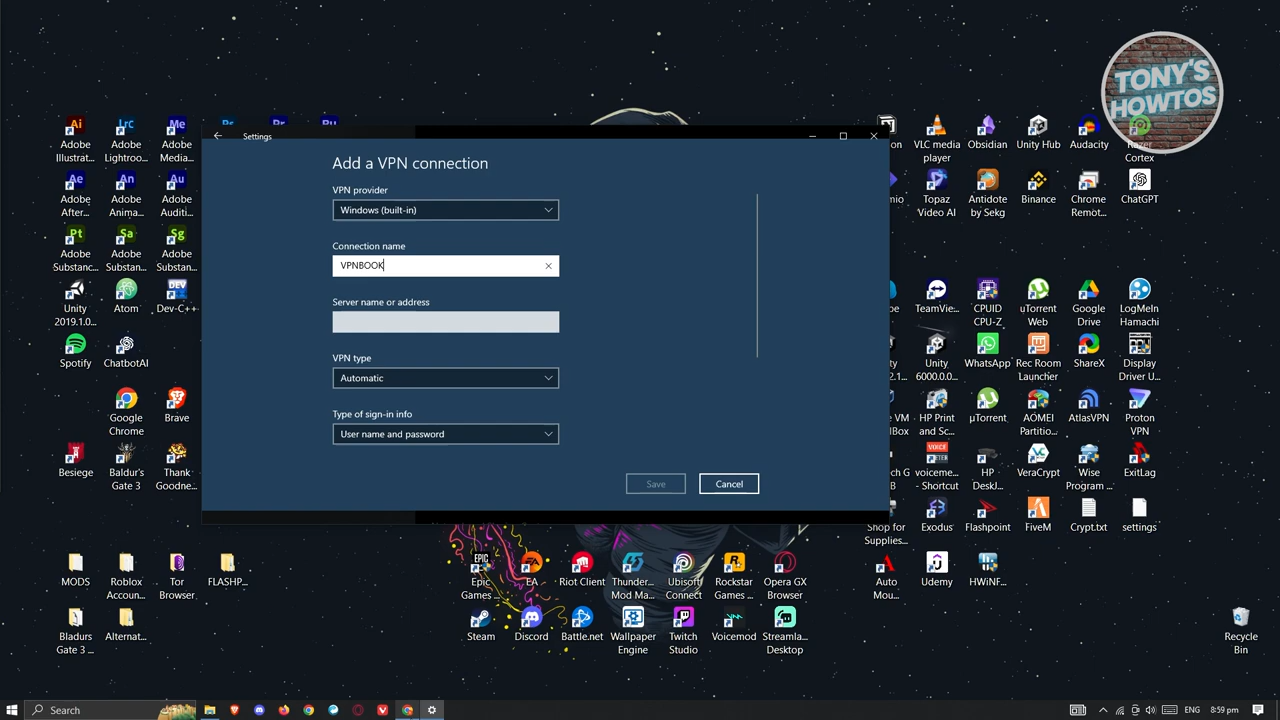 TONY'S
HOWTOS
Settings
Add a VPN connection
VPN provider
Windows (built-in)
Connection name
VPNBOOK
Server name or address
VPN type
Automatic
Type of sign-in info
User name and password
Save
Cancel
Adobe
Illustrat...
Adobe
Lightroo...
Adobe
Media...
VLC media
player
Obsidian
Unity Hub
Audacity
Razer
Cortex
Adobe
After...
Adobe
Anima...
Adobe
Auditi...
Topaz
Video AI
Antidote
by Sekg
Binance
Chrome
Remot...
ChatGPT
Adobe
Substanc...
Adobe
Substan...
Adobe
Substan...
Unity
2019.1.0...
Atom
Dev-C++
TeamVie...
CPUID
CPU-Z
uTorrent
Web
Google
Drive
LogMeIn
Hamachi
Spotify
ChatbotAI
Unity
6000.0.0...
WhatsApp
Rec Room
Launcher
ShareX
Display
Driver U...
Google
Chrome
Brave
HP Print
and Sc...
µTorrent
AOMEI
Partitio...
AtlasVPN
Proton
VPN
Besiege
Baldur's
Gate 3
Thank
Goodne...
voiceme...
- Shortcut
HP
DeskJ...
VeraCrypt
Wise
Program ...
ExitLag
Shop for
Supplies...
Exodus
Flashpoint
FiveM
Crypt.txt
settings
MODS
Roblox
Accoun...
Tor
Browser
FLASHP...
Epic
Games ...
EA
Riot Client
Thunder...
Mod Ma...
Ubisoft
Connect
Rockstar
Games ...
Opera GX
Browser
Auto
Mou...
Udemy
HWiNF...
Bladurs
Gate 3 ...
Alternat...
Steam
Discord
Battle.net
Wallpaper
Engine
Twitch
Studio
Voicemod
Streamla...
Desktop
Recycle
Bin
Search
ENG
8:59 pm